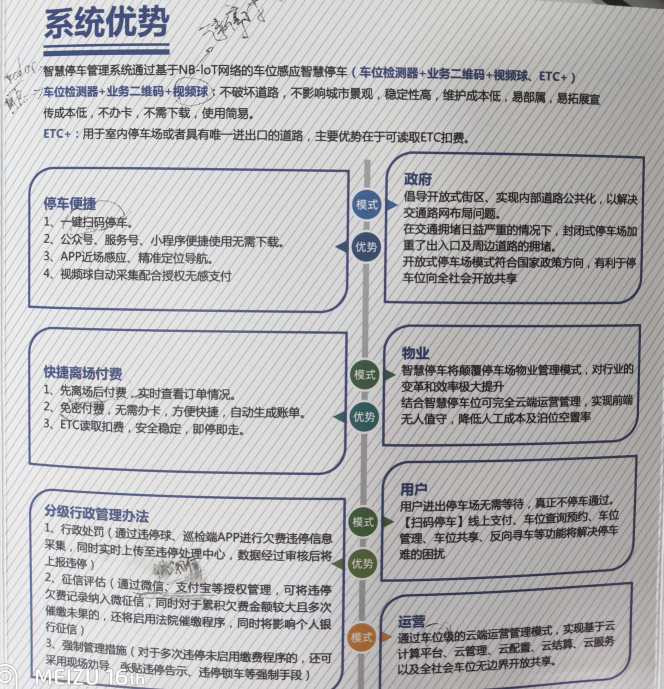 系统优势
智慧停车管理系统通过基于NB-IoT网络的车位感应智慧停车（车位检测器+业务二维码+视频球、ETC+）
车位检测器+业务二维码+视频球：不破坏道路，不影响城市景观，稳定性高，维护成本低，易部属，易拓展宣
传成本低，不办卡，不需下载，使用简易。
ETC+：用于室内停车场或者具有唯一进出口的道路，主要优势在于可读取ETC扣费。
停车便捷
1、一键扫码停车。
2、公众号、服务号、小程序便捷使用无需下载。
3、APP近场感应、精准定位导航。
4、视频球自动采集配合授权无感支付
模式
优势
政府
倡导开放式街区、实现内部道路公共化，以解决
交通路网布局问题。
在交通拥堵日益严重的情况下，封闭式停车场加
重了出入口及周边道路的拥堵。
开放式停车场模式符合国家政策方向，有利于停
车位向全社会开放共享
快捷离场付费
1、先离场后付费，实时查看订单情况。
2、免密付费，无需办卡，方便快捷，自动生成账单。
3、ETC读取扣费，安全稳定，即停即走。
模式
优势
物业
智慧停车将颠覆停车场物业管理模式，对行业的
变革和效率极大提升
结合智慧停车位可完全云端运营管理，实现前端
无人值守，降低人工成本及泊位空置率
分级行政管理办法
1、行政处罚（通过违停球、巡检端APP进行欠费违停信息
采集，同时实时上传至违停处理中心，数据经过审核后将
上报违停）
2、征信评估（通过微信、支付宝等授权管理，可将违停
欠费记录纳入微征信，同时对于累积欠费金额较大且多次
催缴未果的，还将启用法院催缴程序，同时将影响个人银
行征信）
3、强制管理措施（对于多次违停未启用缴费程序的，还可
采用现场劝导、张贴违停告示、违停锁车等强制手段）
模式
优势
用户
用户进出停车场无需等待，真正不停车通过。
【扫码停车】线上支付、车位查询预约、车位
管理、车位共享、反向寻车等功能将解决停车
难的困扰
模式
运营
通过车位级的云端运营管理模式，实现基于云
计算平台、云管理、云配置、云结算、云服务
以及全社会车位无边界开放共享。
MEIZU 16th